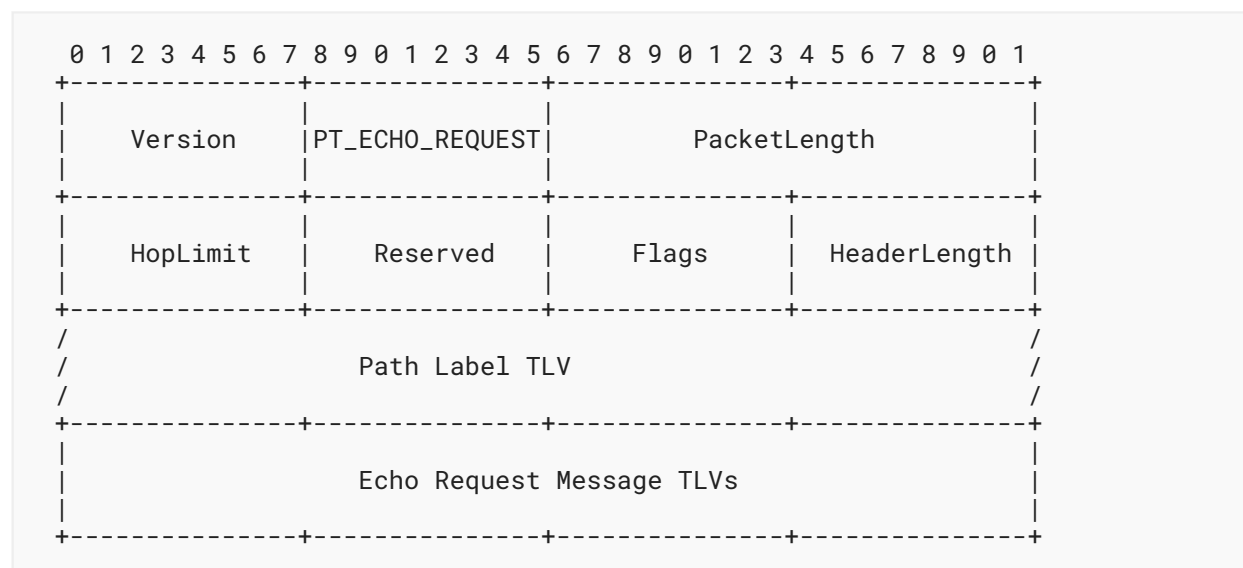 0 1 2 3 4 5 6 7 8 9 0 1 2 3 4 5 6 7 8 9 0 1 2 3 4 5 6 7 8 9 0 1
+---------------+---------------+---------------+---------------+
|               |               |                               |
|    Version    |PT_ECHO_REQUEST|         PacketLength          |
|               |               |                               |
+---------------+---------------+---------------+---------------+
|               |               |               |               |
|    HopLimit   |    Reserved   |     Flags     |  HeaderLength |
|               |               |               |               |
+---------------+---------------+---------------+---------------+
/                                                               /
/                   Path Label TLV                              /
/                                                               /
+---------------+---------------+---------------+---------------+
|                                                               |
|                   Echo Request Message TLVs                   |
|                                                               |
+---------------+---------------+---------------+---------------+